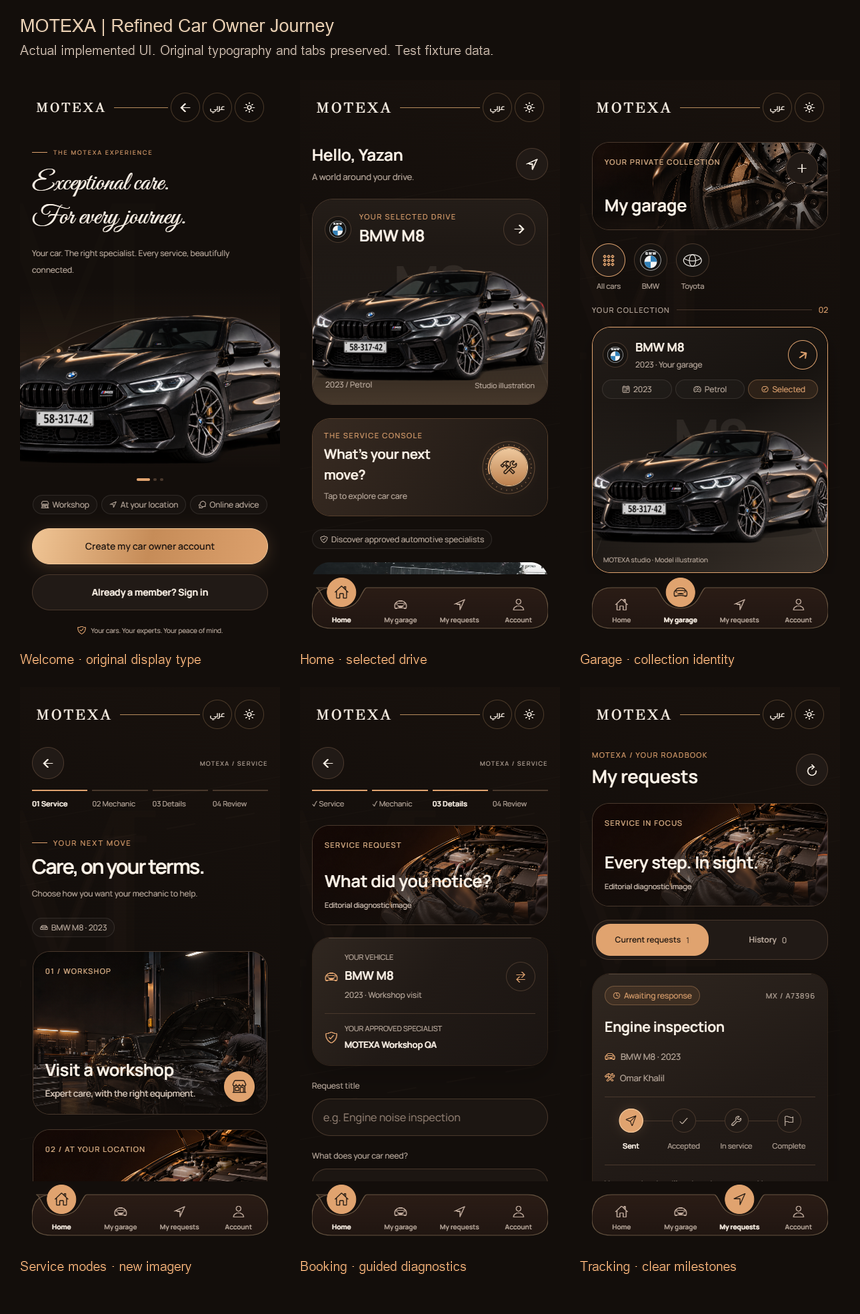 MOTEXA | Refined Car Owner Journey
Actual implemented UI. Original typography and tabs preserved. Test fixture data.
MOTEXA
عربي
THE MOTEXA EXPERIENCE
Exceptional care.
For every journey.
Your car. The right specialist. Every service, beautifully
connected.
58-317-42
Workshop
At your location
Online advice
Create my car owner account
Already a member? Sign in
Your cars. Your experts. Your peace of mind.
Welcome · original display type
MOTEXA
عربي
Hello, Yazan
A world around your drive.
YOUR SELECTED DRIVE
BMW M8
58-317-42
2023 / Petrol
Studio illustration
THE SERVICE CONSOLE
What's your next
move?
Tap to explore car care
Discover approved automotive specialists
Home
My garage
My requests
Account
Home · selected drive
MOTEXA
عربي
YOUR PRIVATE COLLECTION
My garage
All cars
BMW
Toyota
YOUR COLLECTION
02
BMW M8
2023 · Your garage
2023
Petrol
Selected
M8
58-317-42
MOTEXA studio · Model illustration
Home
My garage
My requests
Account
Garage · collection identity
MOTEXA
عربي
MOTEXA / SERVICE
01 Service
02 Mechanic
03 Details
04 Review
YOUR NEXT MOVE
Care, on your terms.
Choose how you want your mechanic to help.
BMW M8 · 2023
01 / WORKSHOP
Visit a workshop
Expert care, with the right equipment.
02 / AT YOUR LOCATION
Home
My garage
My requests
Account
Service modes · new imagery
MOTEXA
عربي
MOTEXA / SERVICE
✓ Service
✓ Mechanic
03 Details
04 Review
SERVICE REQUEST
What did you notice?
Editorial diagnostic image
YOUR VEHICLE
BMW M8
2023 · Workshop visit
YOUR APPROVED SPECIALIST
MOTEXA Workshop QA
Request title
e.g. Engine noise inspection
What does your car need?
Home
My garage
My requests
Account
Booking · guided diagnostics
MOTEXA
عربي
MOTEXA / YOUR ROADBOOK
My requests
SERVICE IN FOCUS
Every step. In sight.
Editorial diagnostic image
Current requests 1
History 0
Awaiting response
MX / A73896
Engine inspection
BMW M8 · 2023
Omar Khalil
Sent
Accepted
In service
Complete
Home
My garage
My requests
Account
Tracking · clear milestones